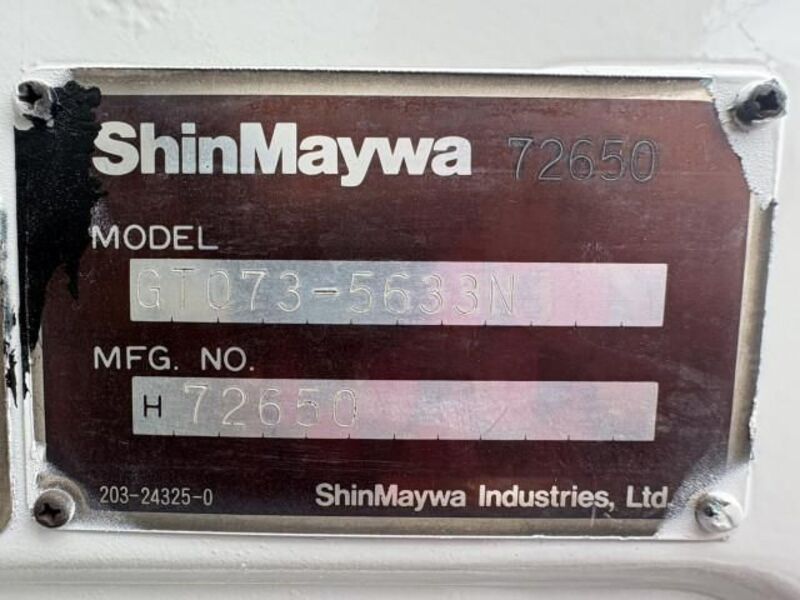 ShinMaywa 72650
MODEL
GT073-5633N
MFG. NO.
H 72650
203-24325-0 ShinMaywa Industries, Ltd.